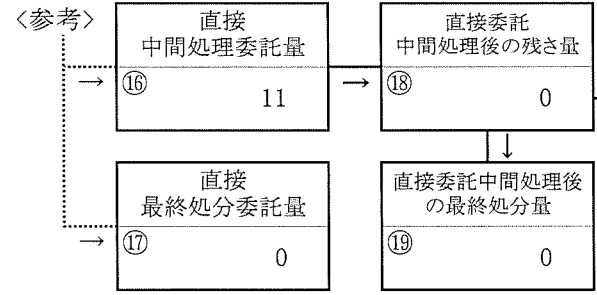 <参考>
直接
中間処理委託量
⑯
11
→
直接委託
中間処理後の残さ量
⑱
0
→
↓
直接
最終処分委託量
⑰
0
→
直接委託中間処理後
の最終処分量
⑲
0